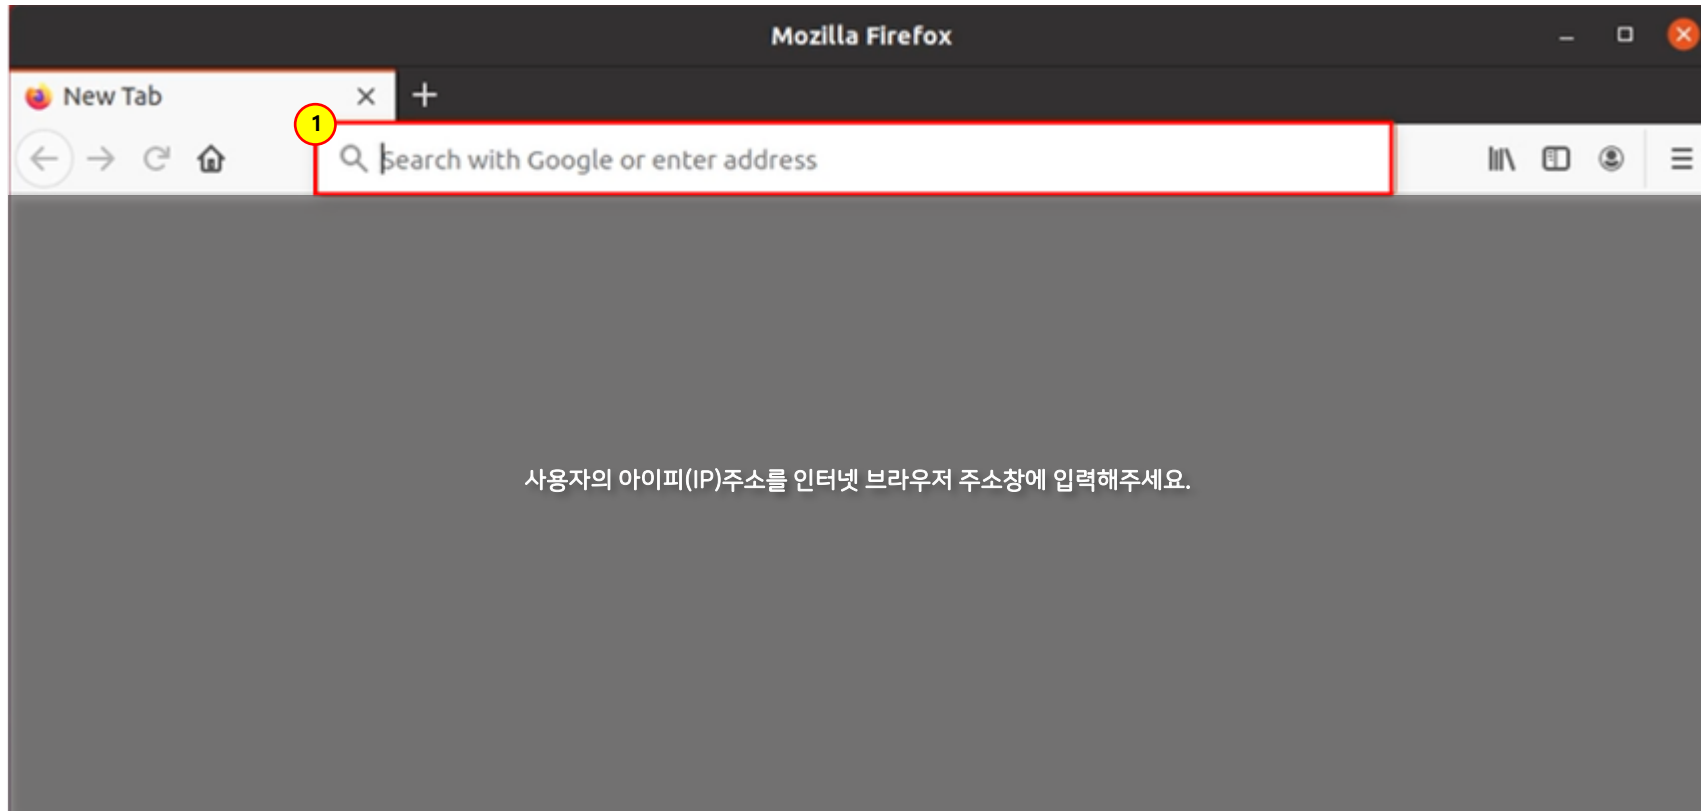 Mozilla Firefox
New Tab
1
Search with Google or enter address
사용자의 아이피(IP)주소를 인터넷 브라우저 주소창에 입력해주세요.